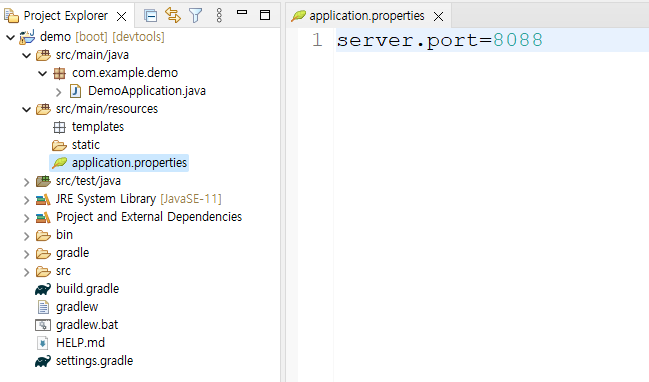 Project Explorer
demo [boot] [devtools]
src/main/java
com.example.demo
DemoApplication.java
src/main/resources
templates
static
application.properties
src/test/java
JRE System Library [JavaSE-11]
Project and External Dependencies
bin
gradle
src
build.gradle
gradlew
gradlew.bat
HELP.md
settings.gradle
application.properties
1 server.port=8088